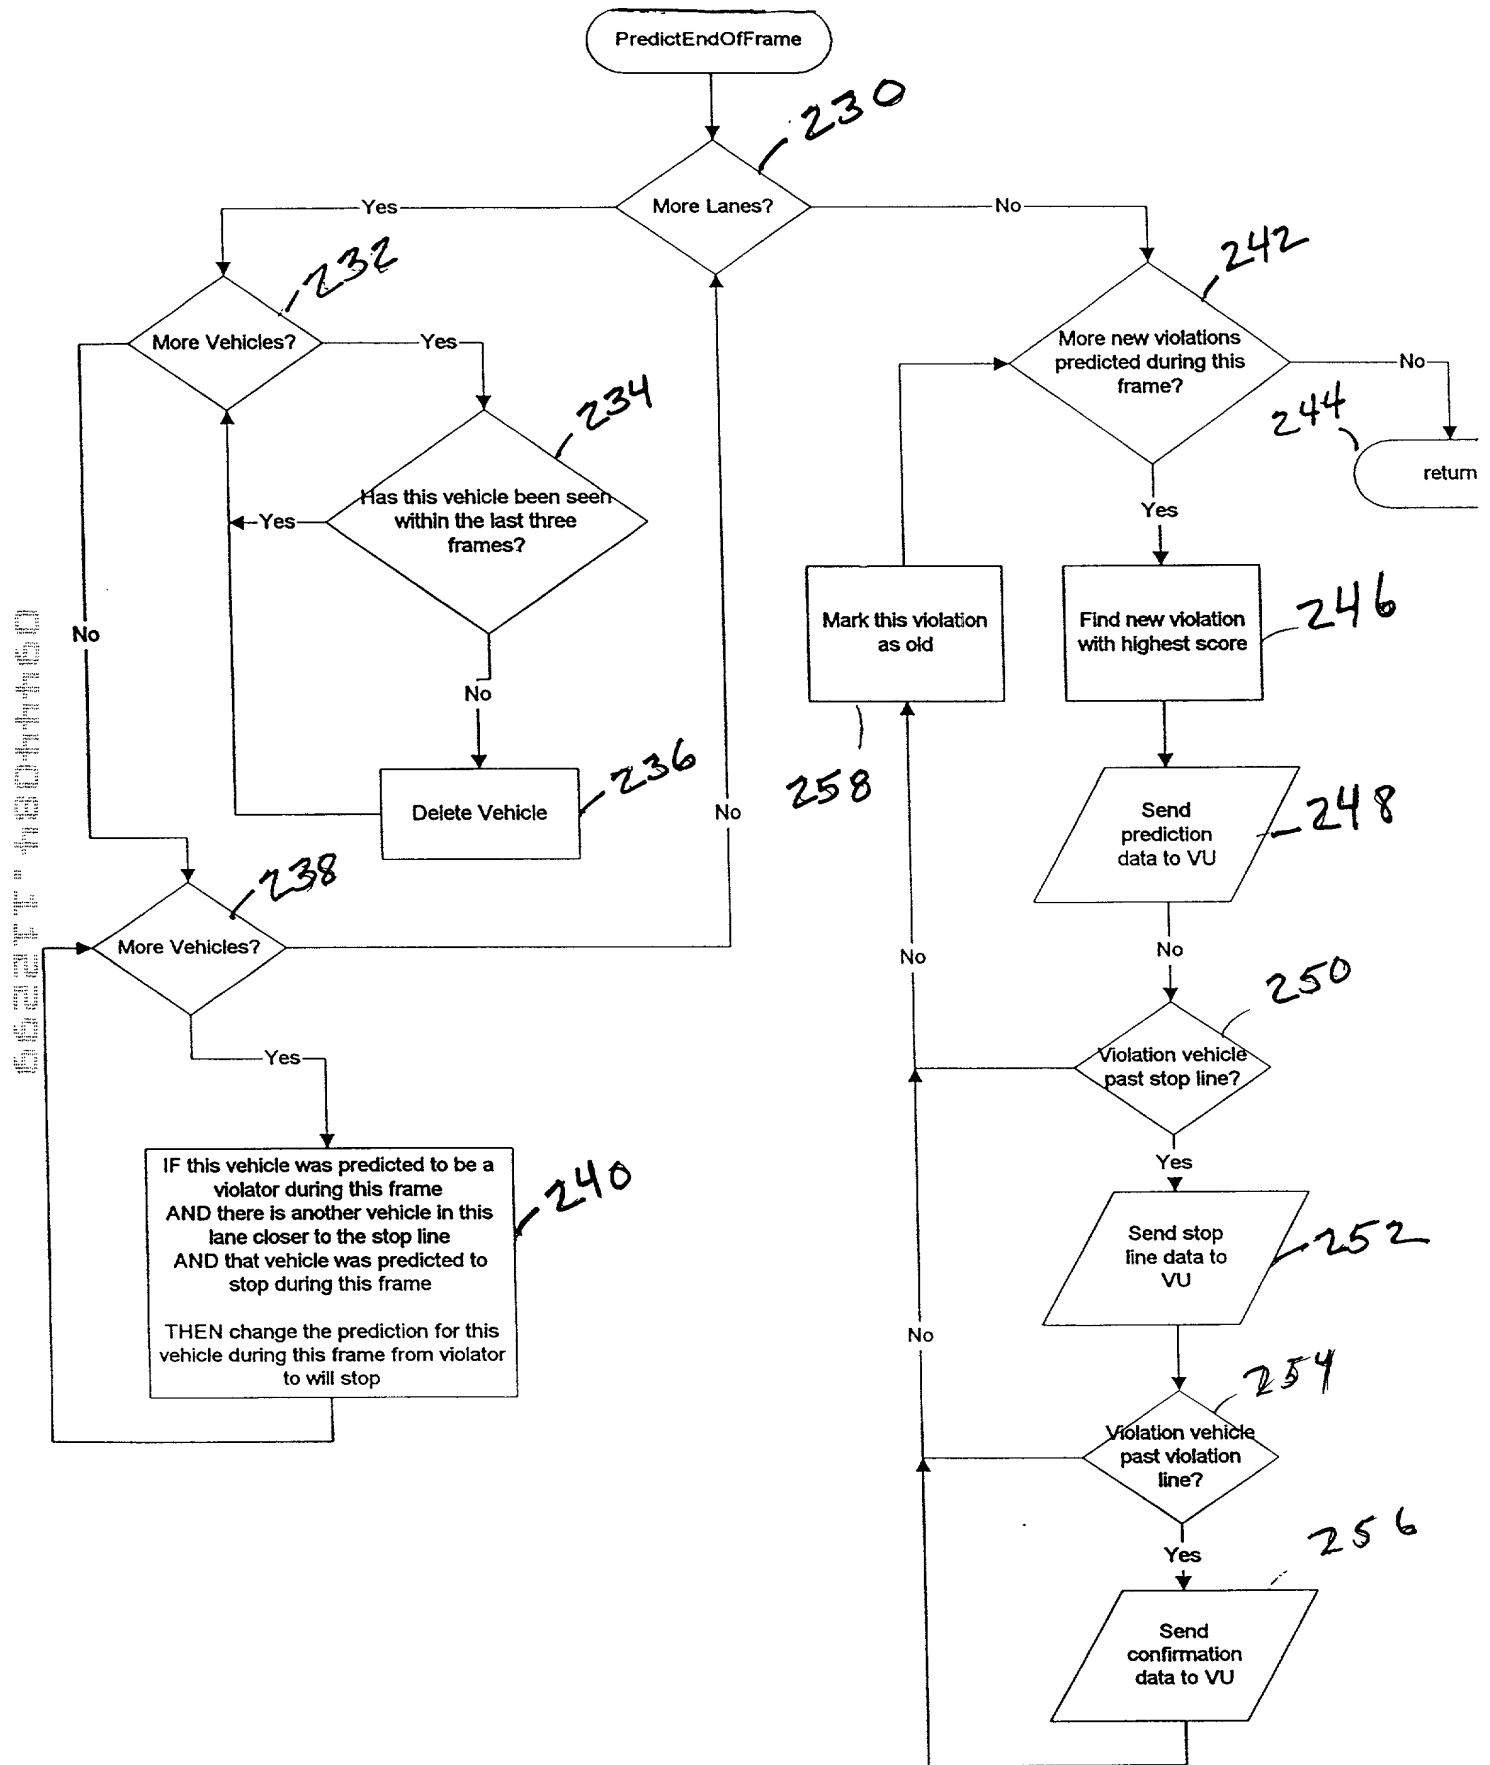 PredictEndOfFrame
230
More Lanes?
Yes
No
232
242
More Vehicles?
Yes
More new violations
predicted during this
frame?
No
234
244
return
Has this vehicle been seen
within the last three
frames?
Yes
Yes
No
Mark this violation
as old
Find new violation
with highest score
246
No
258
236
Delete Vehicle
No
Send
prediction
data to VU
248
238
More Vehicles?
No
No
250
Yes
Violation vehicle
past stop line?
Yes
IF this vehicle was predicted to be a
violator during this frame
AND there is another vehicle in this
lane closer to the stop line
AND that vehicle was predicted to
stop during this frame
THEN change the prediction for this
vehicle during this frame from violator
to will stop
240
Send stop
line data to
VU
252
No
254
Violation vehicle
past violation
line?
Yes
256
Send
confirmation
data to VU